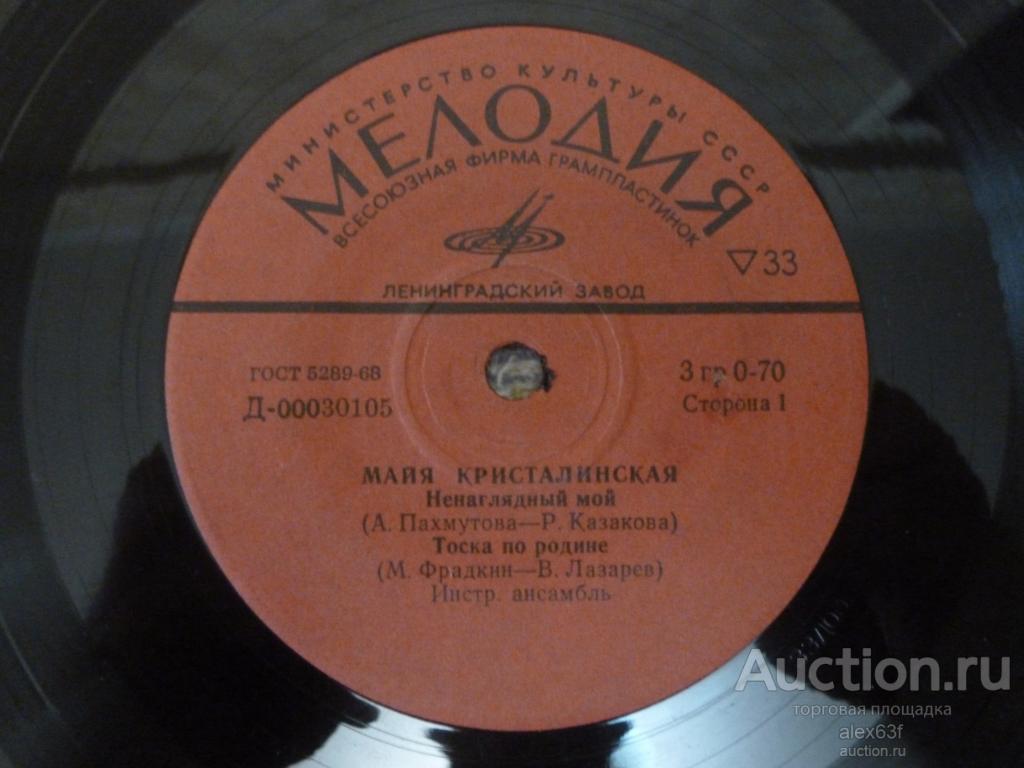 МИНИСТЕРСТВО КУЛЬТУРЫ СССР
МЕЛОДИЯ
ВСЕСОЮЗНАЯ ФИРМА ГРАМПЛАСТИНОК
▽33
ЛЕНИНГРАДСКИЙ ЗАВОД
ГОСТ 5289-68
Д-00030105
3 гр 0-70
Сторона 1
МАЙЯ КРИСТАЛИНСКАЯ
Ненаглядный мой
(А. Пахмутова—Р. Казакова)
Тоска по родине
(М. Фрадкин—В. Лазарев)
Инстр. ансамбль
Auction.ru
торговая площадка
alex63f
auction.ru